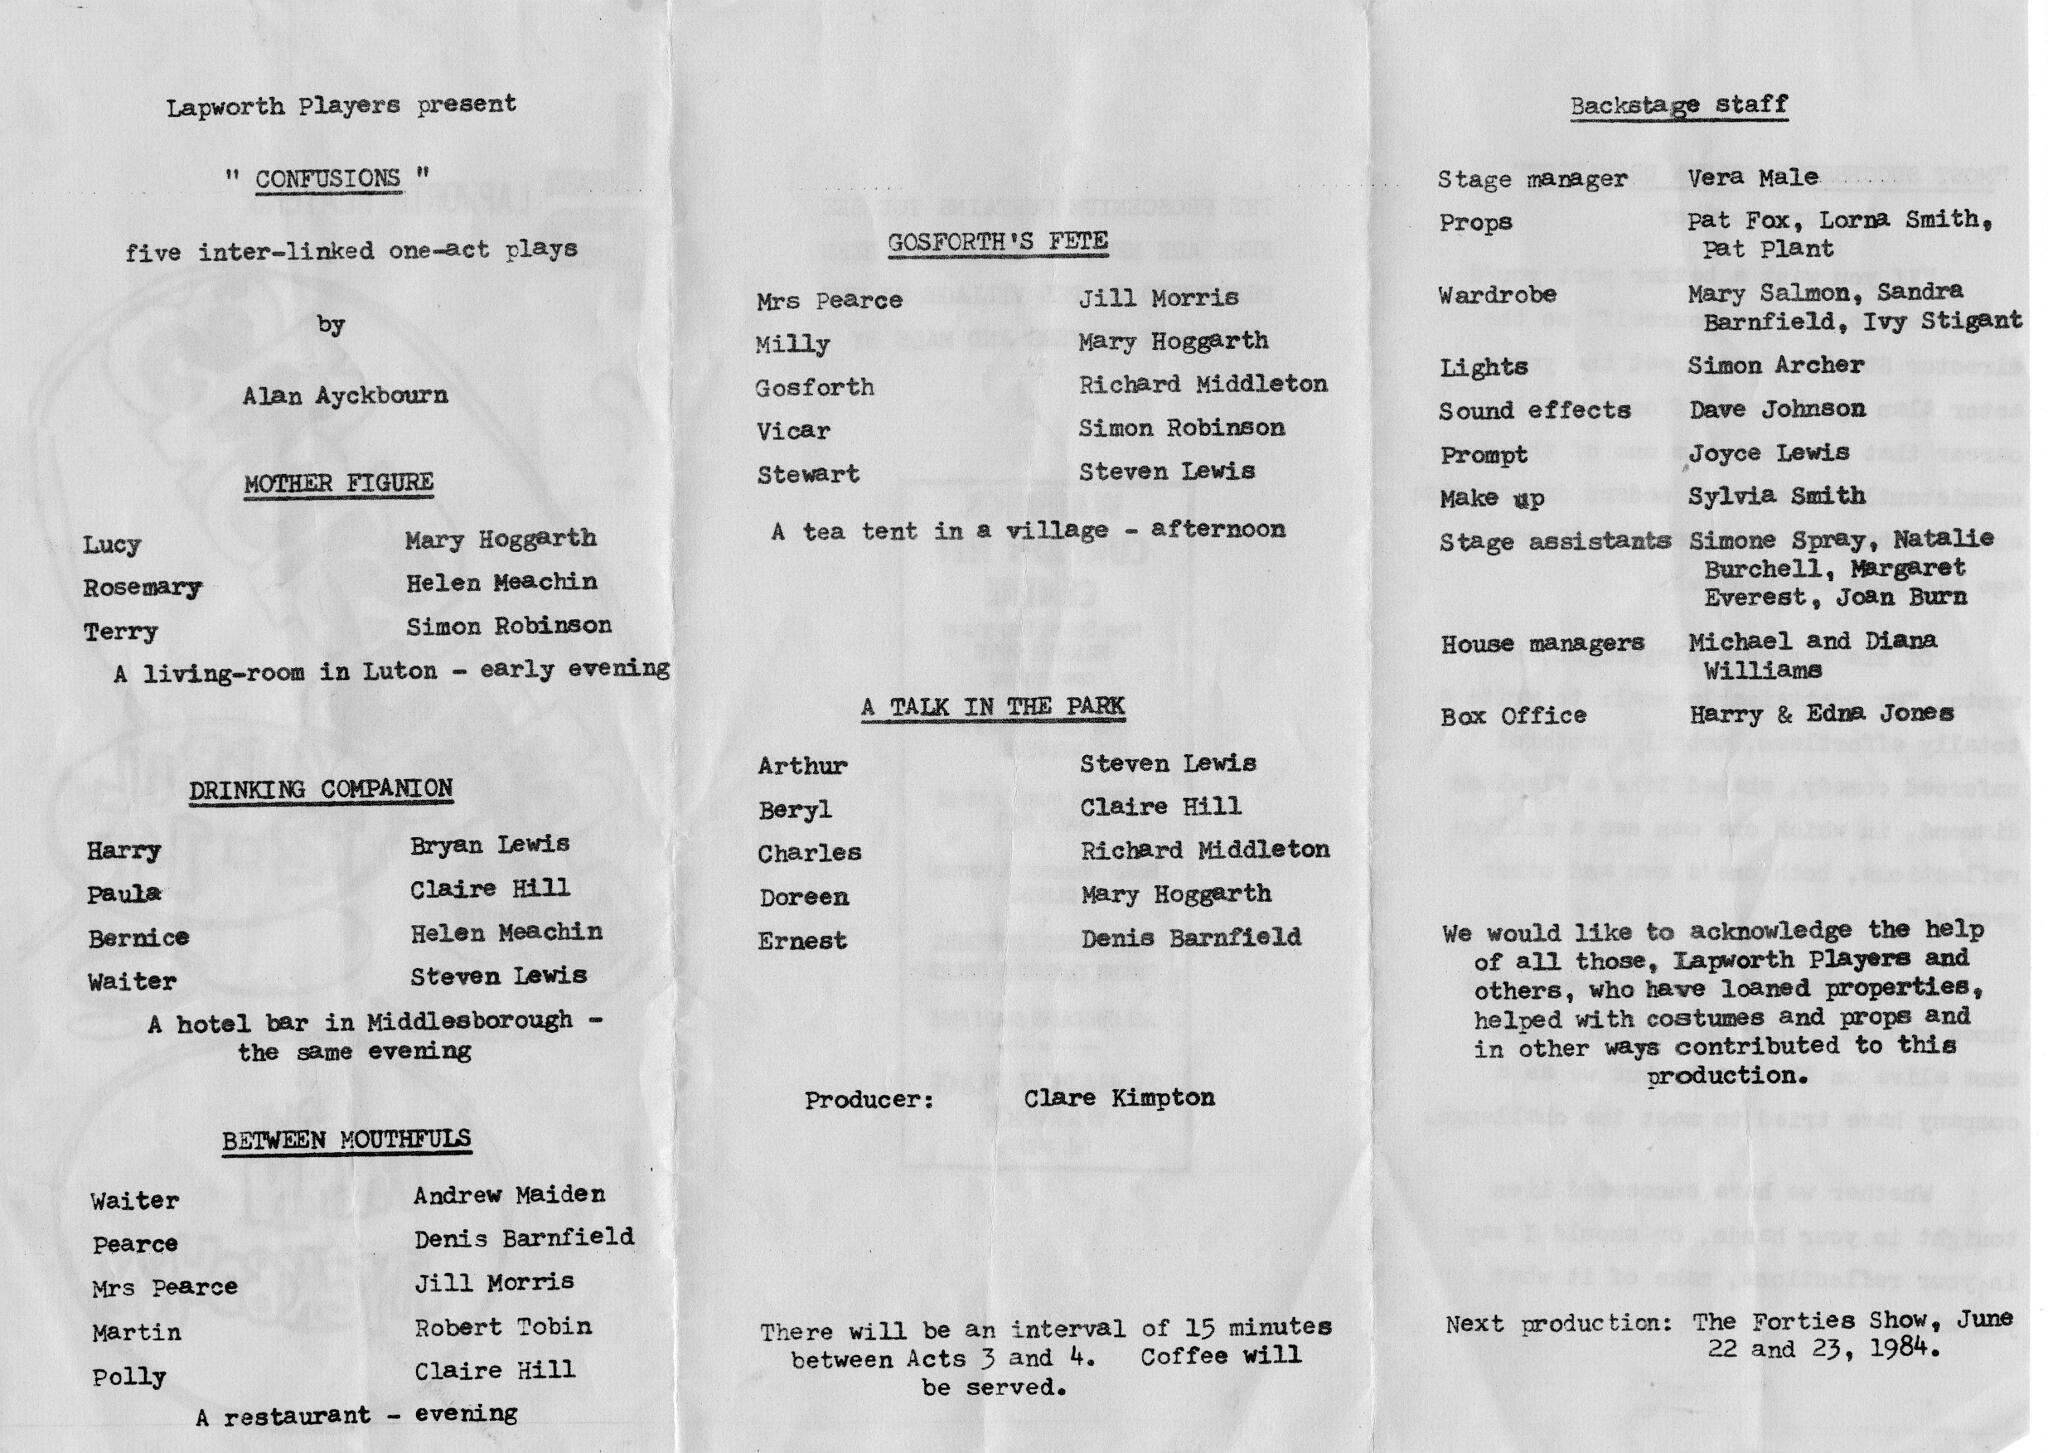 Lapworth Players present
" CONFUSIONS "
five inter-linked one-act plays
by
Alan Ayckbourn
MOTHER FIGURE
Lucy Mary Hoggarth
Rosemary Helen Meachin
Terry Simon Robinson
A living-room in Luton - early evening
DRINKING COMPANION
Harry Bryan Lewis
Paula Claire Hill
Bernice Helen Meachin
Waiter Steven Lewis
A hotel bar in Middlesborough -
the same evening
BETWEEN MOUTHFULS
Waiter Andrew Maiden
Pearce Denis Barnfield
Mrs Pearce Jill Morris
Martin Robert Tobin
Polly Claire Hill
A restaurant - evening
GOSFORTH'S FETE
Mrs Pearce Jill Morris
Milly Mary Hoggarth
Gosforth Richard Middleton
Vicar Simon Robinson
Stewart Steven Lewis
A tea tent in a village - afternoon
A TALK IN THE PARK
Arthur Steven Lewis
Beryl Claire Hill
Charles Richard Middleton
Doreen Mary Hoggarth
Ernest Denis Barnfield
Producer: Clare Kimpton
There will be an interval of 15 minutes
between Acts 3 and 4. Coffee will
be served.
Backstage staff
Stage manager Vera Male
Props Pat Fox, Lorna Smith,
Pat Plant
Wardrobe Mary Salmon, Sandra
Barnfield, Ivy Stigant
Lights Simon Archer
Sound effects Dave Johnson
Prompt Joyce Lewis
Make up Sylvia Smith
Stage assistants Simone Spray, Natalie
Burchell, Margaret
Everest, Joan Burn
House managers Michael and Diana
Williams
Box Office Harry & Edna Jones
We would like to acknowledge the help
of all those, Lapworth Players and
others, who have loaned properties,
helped with costumes and props and
in other ways contributed to this
production.
Next production: The Forties Show, June
22 and 23, 1984.